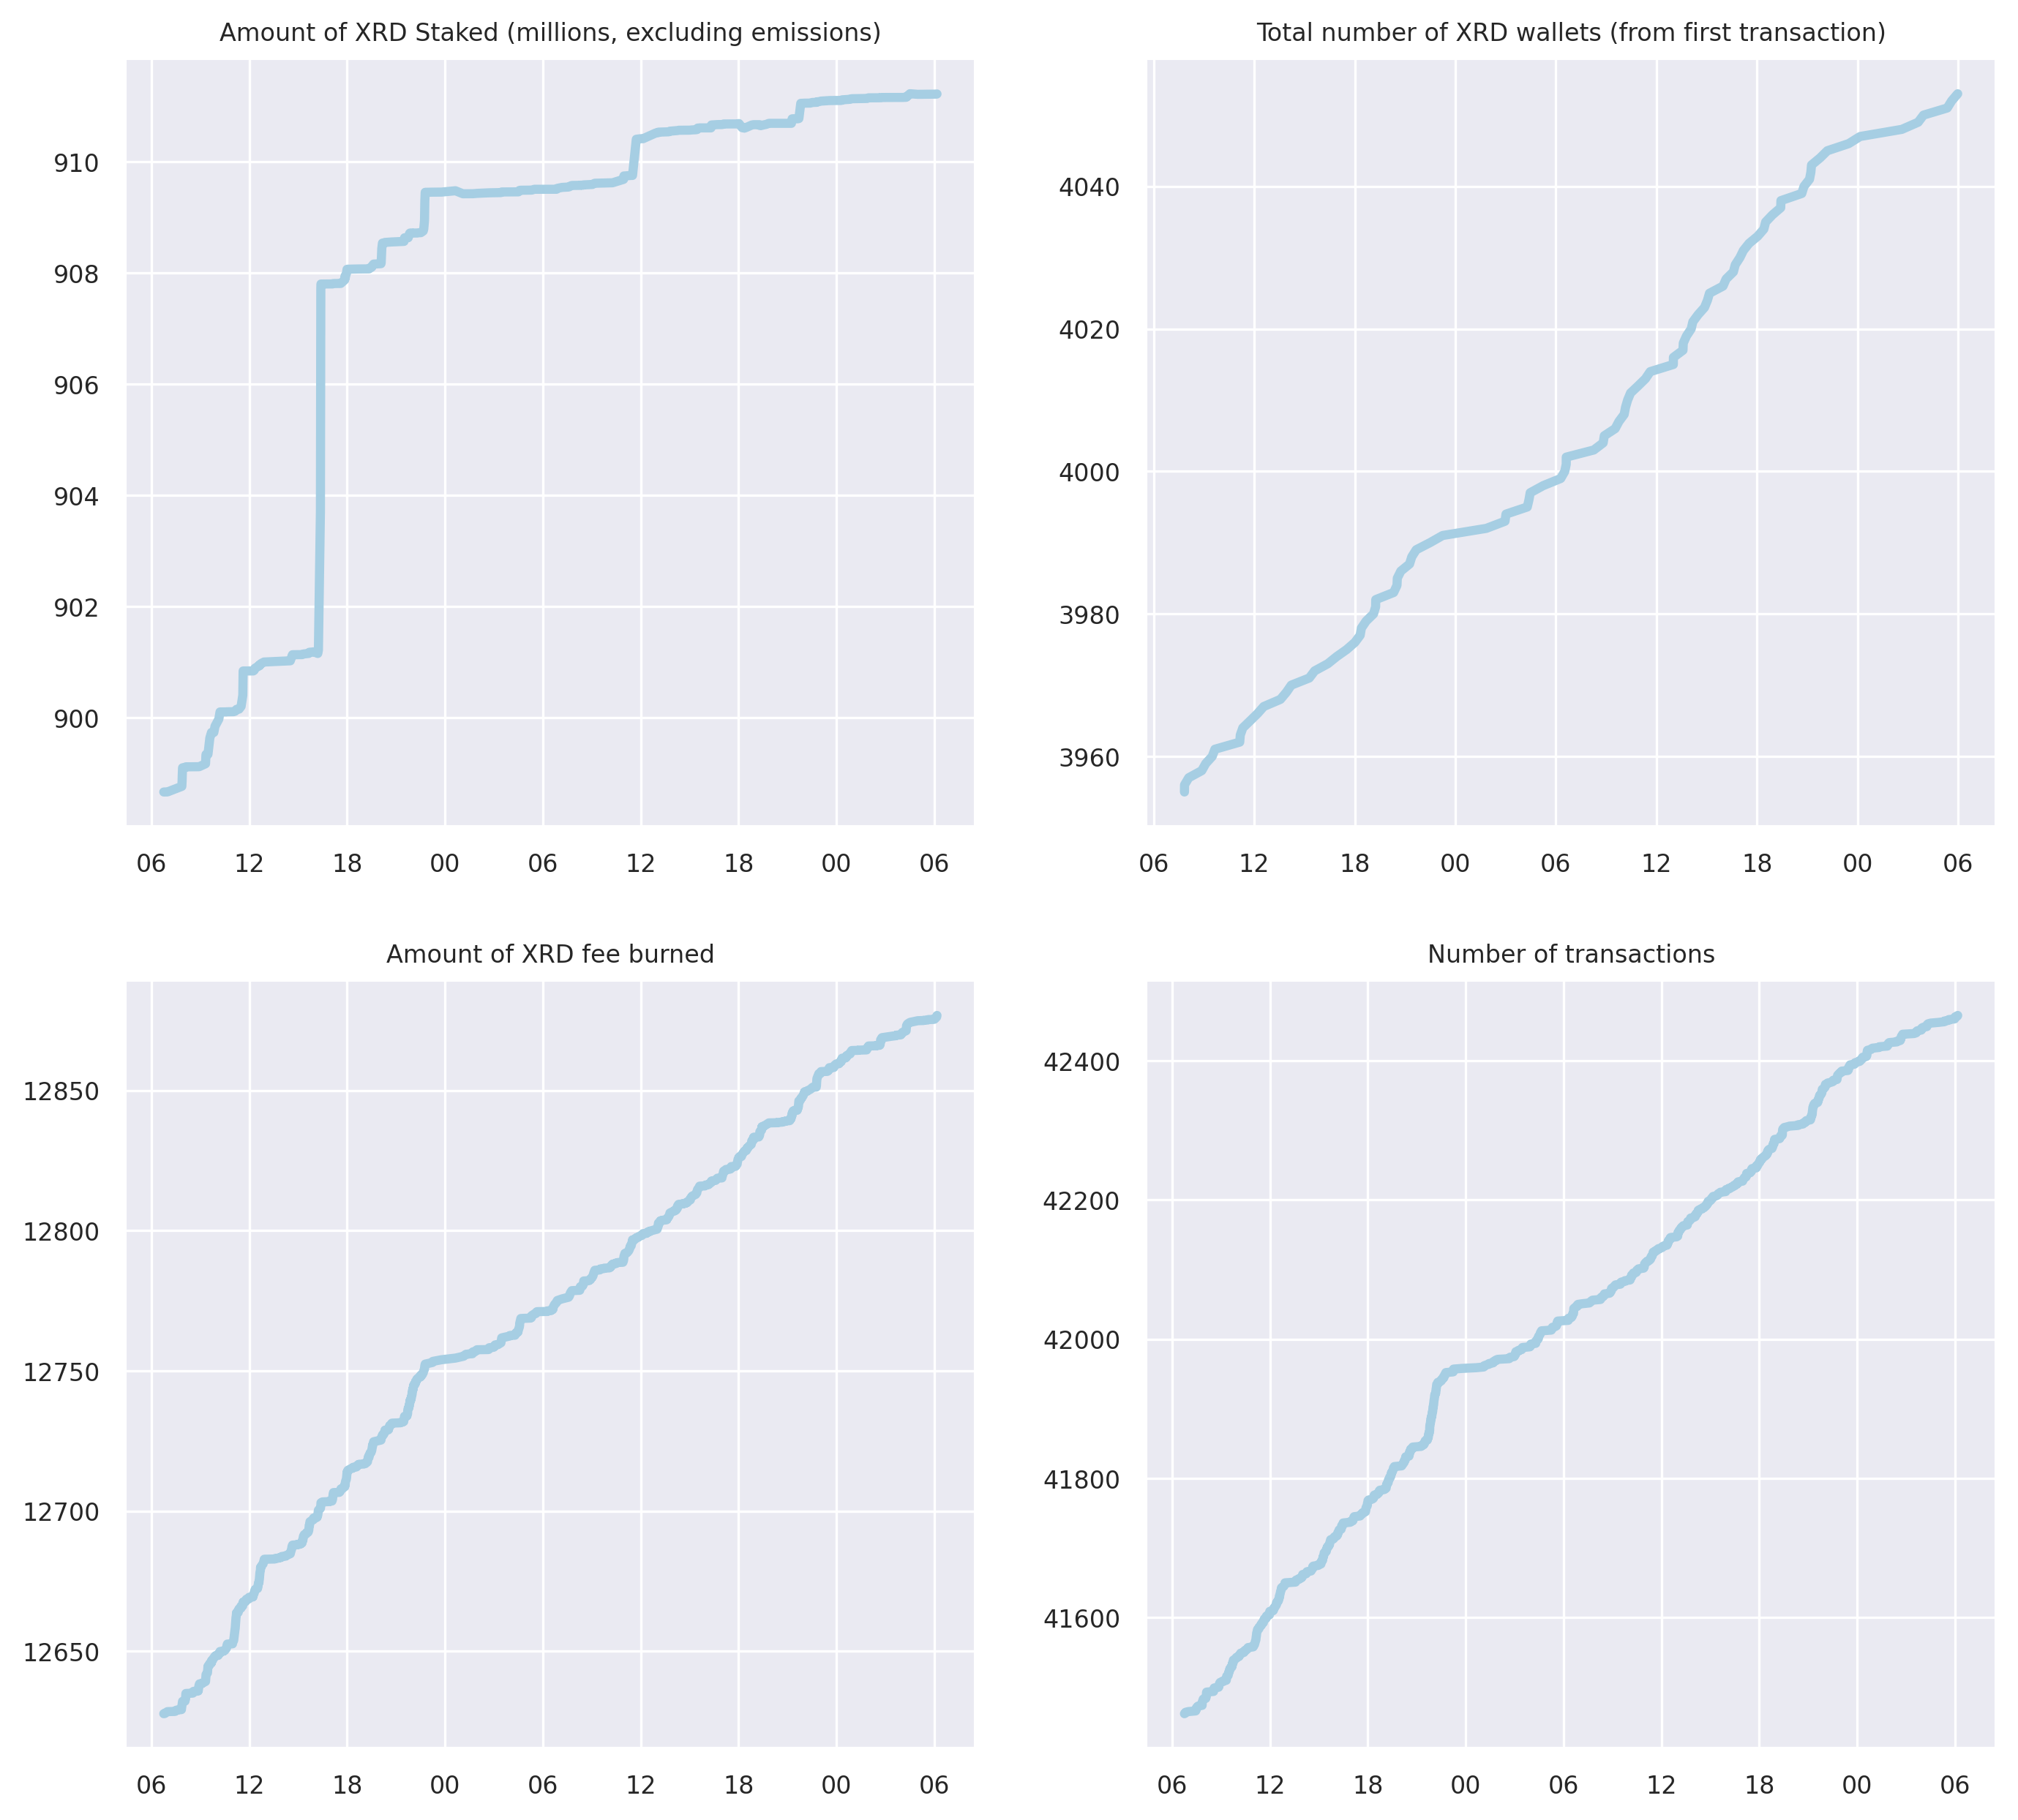 Amount of XRD Staked (millions, excluding emissions)
910
908
906
904
902
900
06 12 18 00 06 12 18 00 06
Total number of XRD wallets (from first transaction)
4040
4020
4000
3980
3960
06 12 18 00 06 12 18 00 06
Amount of XRD fee burned
12850
12800
12750
12700
12650
06 12 18 00 06 12 18 00 06
Number of transactions
42400
42200
42000
41800
41600
06 12 18 00 06 12 18 00 06